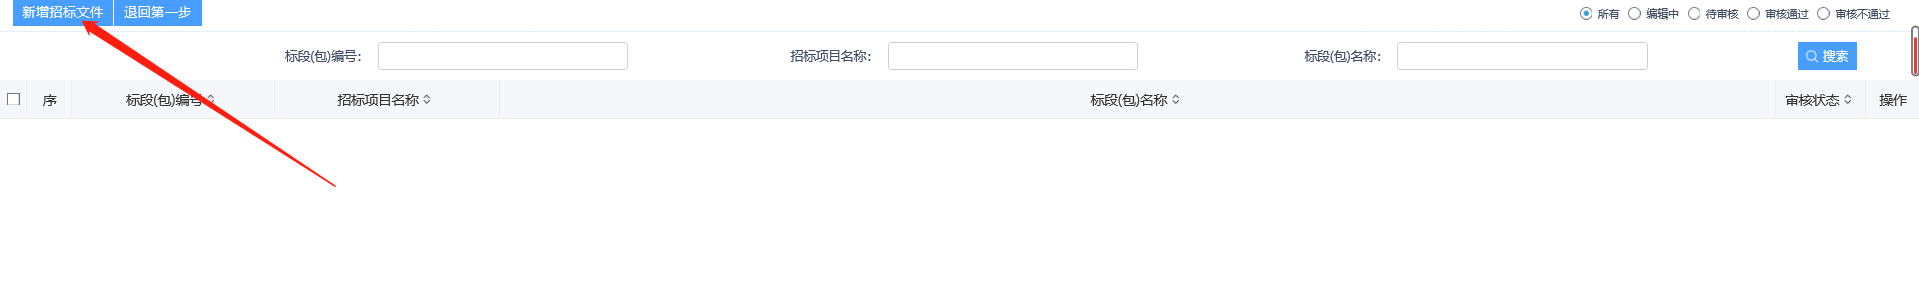 新增招标文件 退回第一步 所有 编辑中 待审核 审核通过 审核不通过
标段(包)编号: 招标项目名称: 标段(包)名称: 搜索
序 标段(包)编号 招标项目名称 标段(包)名称 审核状态 操作